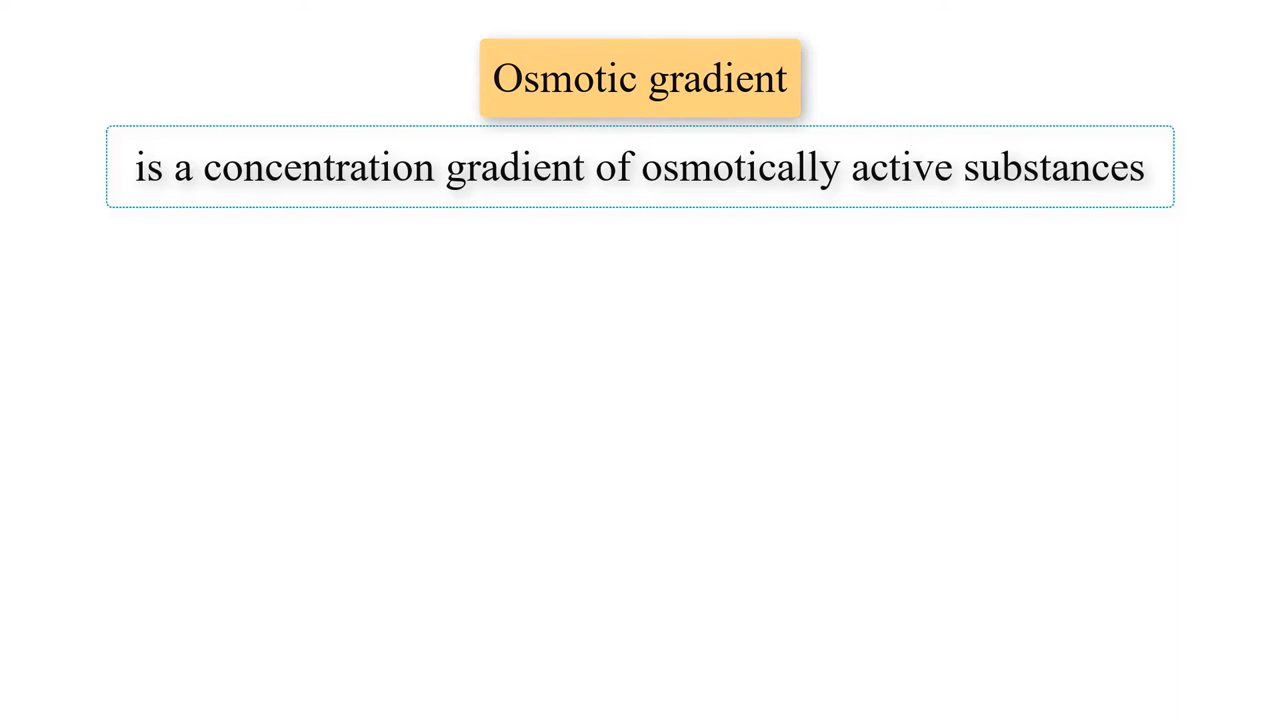 Osmotic gradient
is a concentration gradient of osmotically active substances